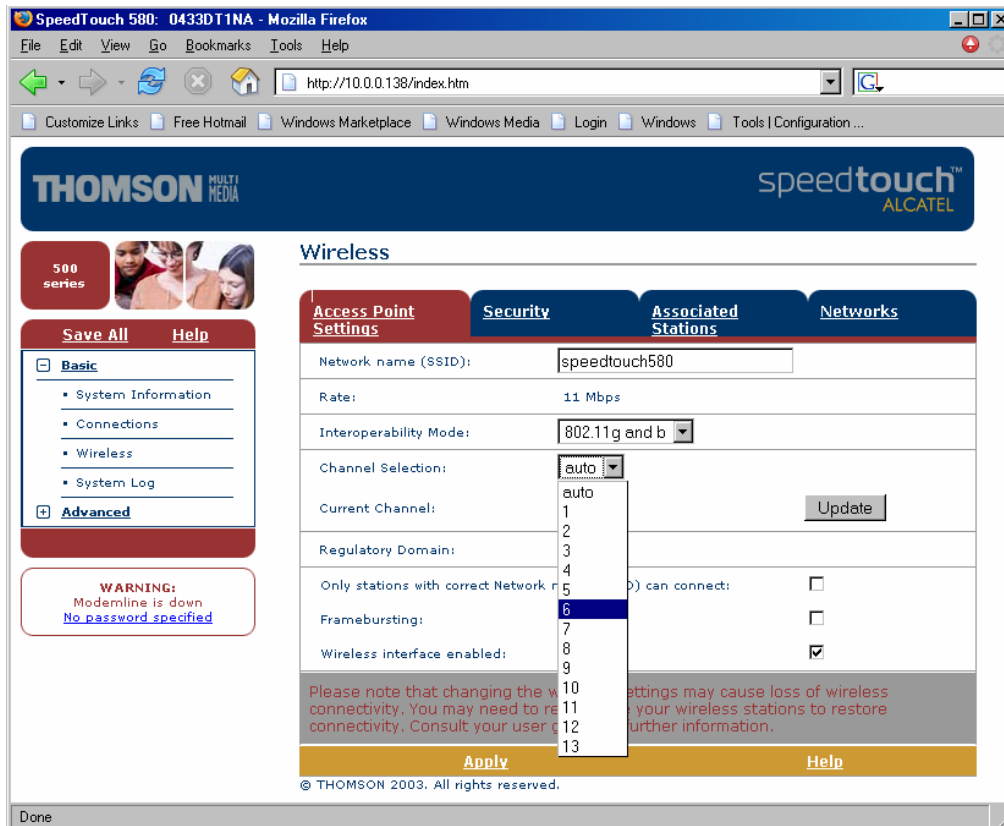 SpeedTouch 580:  0433DT1NA - Mozilla Firefox
File Edit View Go Bookmarks Tools Help
http://10.0.0.138/index.htm
G
Customize Links Free Hotmail Windows Marketplace Windows Media Login Windows Tools | Configuration ...
THOMSON MULTI MEDIA
speedtouch™
ALCATEL
500
series
Save All Help
Basic
System Information
Connections
Wireless
System Log
Advanced
WARNING:
Modemline is down
No password specified
Wireless
Access Point Settings Security Associated Stations Networks
Network name (SSID): speedtouch580
Rate: 11 Mbps
Interoperability Mode: 802.11g and b
Channel Selection: auto
auto
1
2
3
4
5
6
7
8
9
10
11
12
13
Current Channel: Update
Regulatory Domain:
Only stations with correct Network D) can connect:
Framebursting:
Wireless interface enabled:
Please note that changing the w ettings may cause loss of wireless
connectivity. You may need to re e your wireless stations to restore
connectivity. Consult your user g urther information.
Apply Help
© THOMSON 2003. All rights reserved.
Done